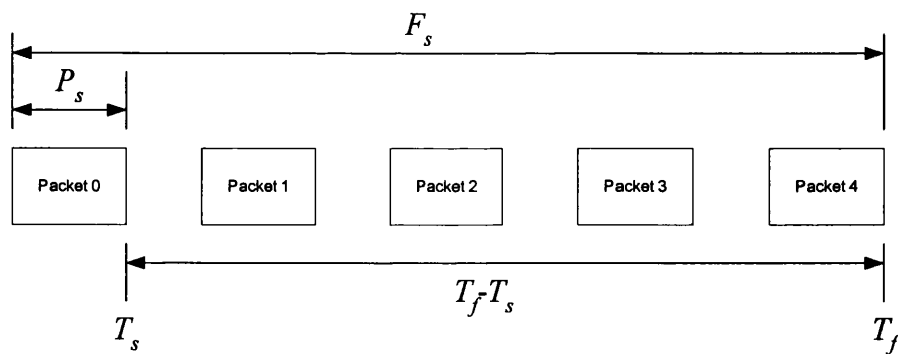 F_s
P_s
Packet 0 Packet 1 Packet 2 Packet 3 Packet 4
T_f-T_s
T_s T_f